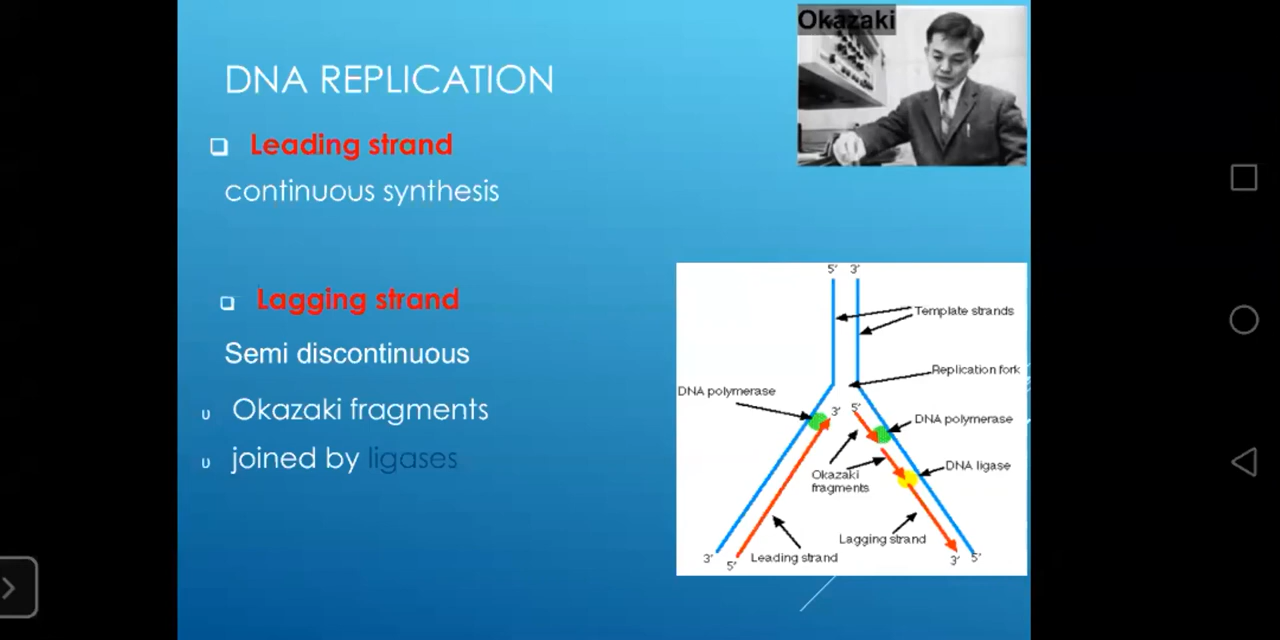 Okazaki
DNA REPLICATION
Leading strand
continuous synthesis
Lagging strand
Semi discontinuous
υ Okazaki fragments
υ joined by ligases
5' 3'
Template strands
Replication fork
DNA polymerase
3' 5'
DNA polymerase
Okazaki
fragments
DNA ligase
Lagging strand
Leading strand
3' 5'
3' 5'